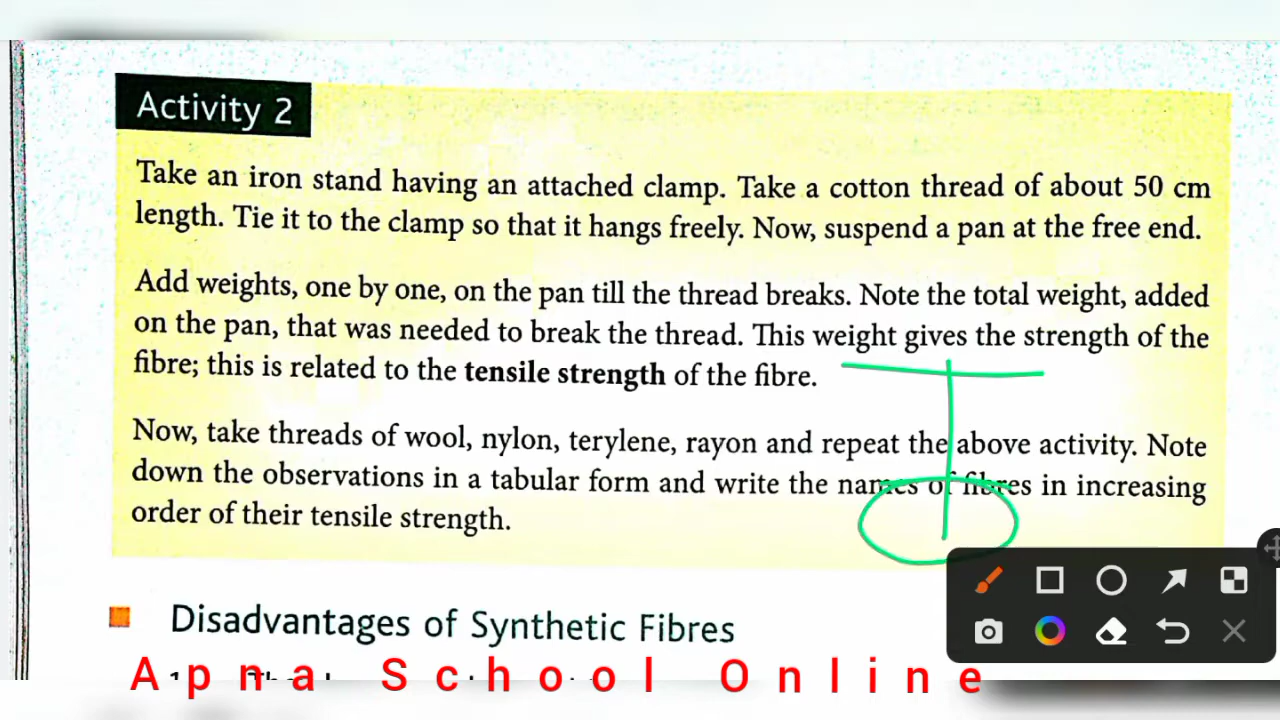 Activity 2
Take an iron stand having an attached clamp. Take a cotton thread of about 50 cm
length. Tie it to the clamp so that it hangs freely. Now, suspend a pan at the free end.
Add weights, one by one, on the pan till the thread breaks. Note the total weight, added
on the pan, that was needed to break the thread. This weight gives the strength of the
fibre; this is related to the tensile strength of the fibre.
Now, take threads of wool, nylon, terylene, rayon and repeat the above activity. Note
down the observations in a tabular form and write the names of fibres in increasing
order of their tensile strength.
Disadvantages of Synthetic Fibres
Apna School Online